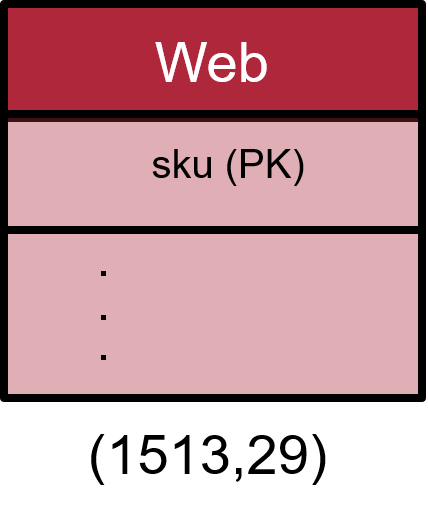 Web
sku (PK)
.
.
.
(1513,29)